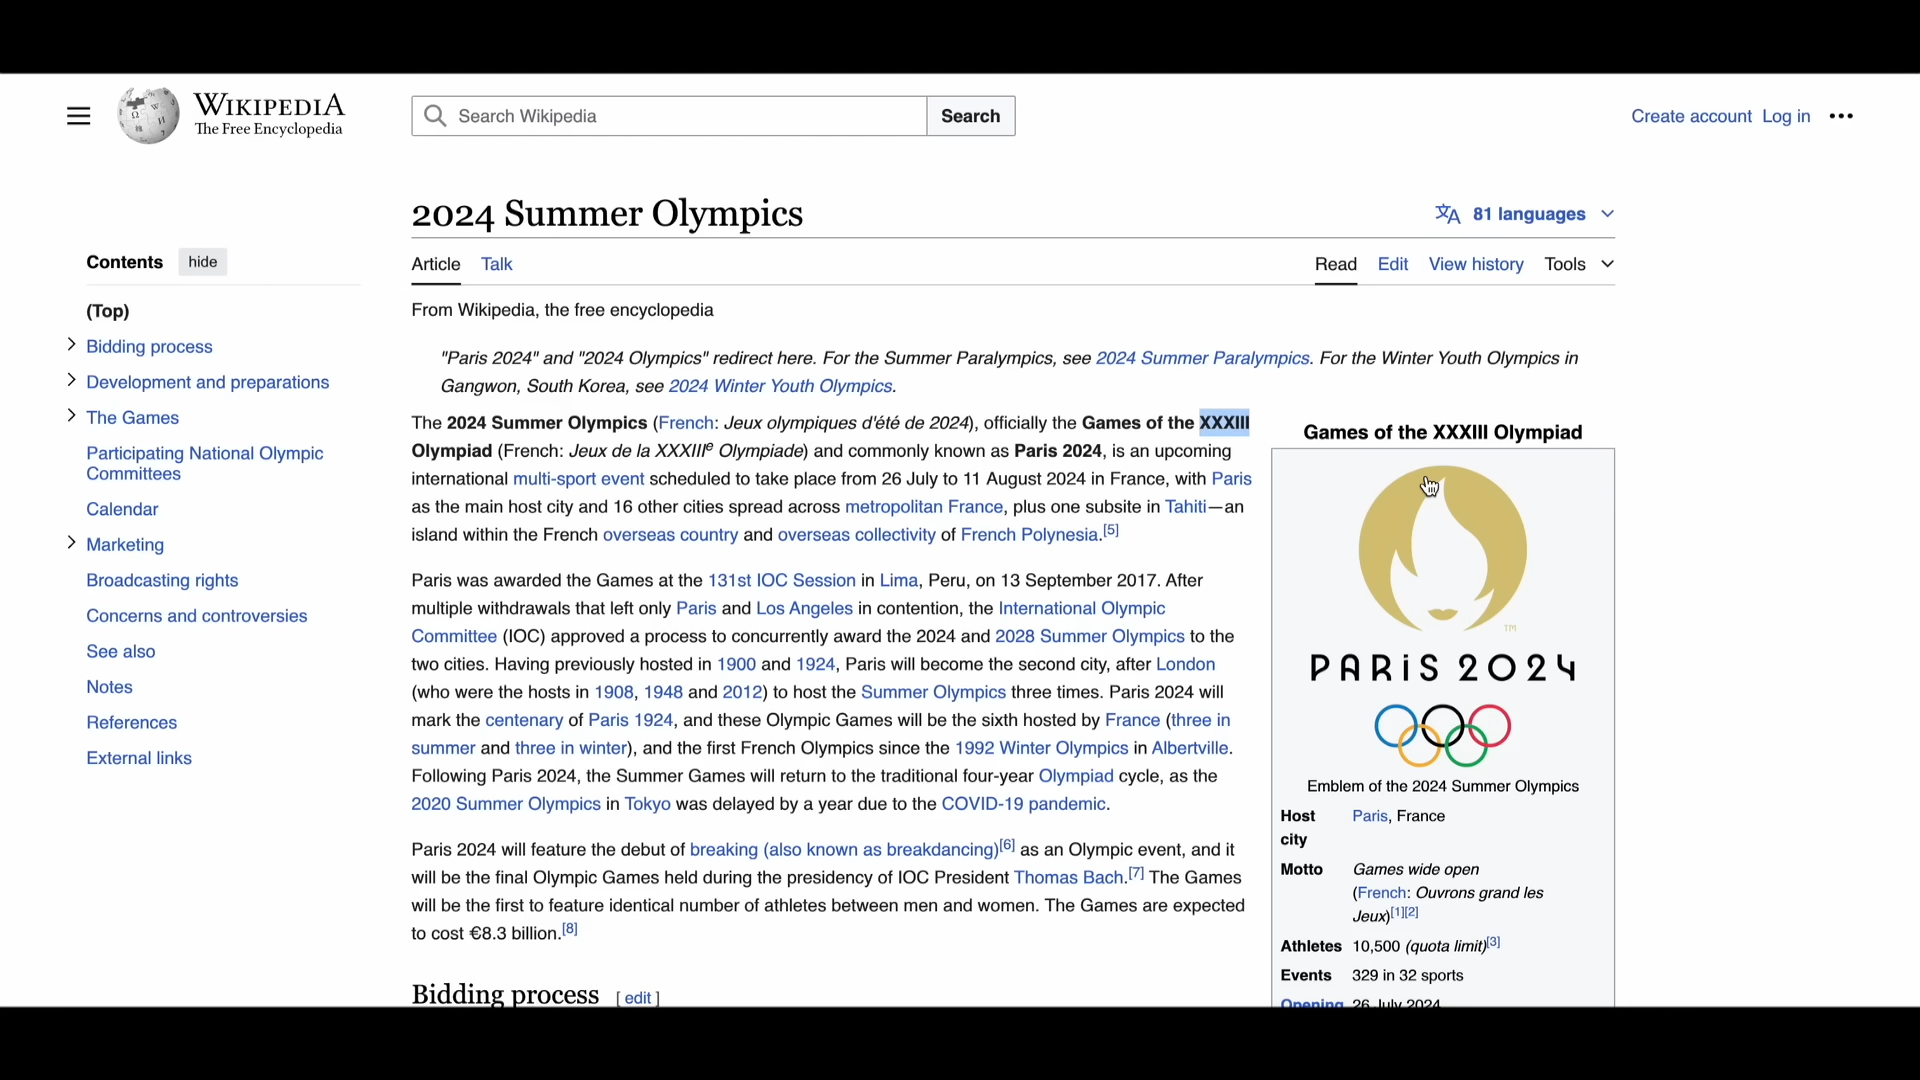 WIKIPEDIA
The Free Encyclopedia
Search Wikipedia
Search
Create account Log in
2024 Summer Olympics
81 languages
Article Talk
Read Edit View history Tools
Contents hide
(Top)
Bidding process
Development and preparations
The Games
Participating National Olympic
Committees
Calendar
Marketing
Broadcasting rights
Concerns and controversies
See also
Notes
References
External links
From Wikipedia, the free encyclopedia
"Paris 2024" and "2024 Olympics" redirect here. For the Summer Paralympics, see 2024 Summer Paralympics. For the Winter Youth Olympics in
Gangwon, South Korea, see 2024 Winter Youth Olympics.
The 2024 Summer Olympics (French: Jeux olympiques d'été de 2024), officially the Games of the XXXIII
Olympiad (French: Jeux de la XXXIIIe Olympiade) and commonly known as Paris 2024, is an upcoming
international multi-sport event scheduled to take place from 26 July to 11 August 2024 in France, with Paris
as the main host city and 16 other cities spread across metropolitan France, plus one subsite in Tahiti—an
island within the French overseas country and overseas collectivity of French Polynesia.[5]
Paris was awarded the Games at the 131st IOC Session in Lima, Peru, on 13 September 2017. After
multiple withdrawals that left only Paris and Los Angeles in contention, the International Olympic
Committee (IOC) approved a process to concurrently award the 2024 and 2028 Summer Olympics to the
two cities. Having previously hosted in 1900 and 1924, Paris will become the second city, after London
(who were the hosts in 1908, 1948 and 2012) to host the Summer Olympics three times. Paris 2024 will
mark the centenary of Paris 1924, and these Olympic Games will be the sixth hosted by France (three in
summer and three in winter), and the first French Olympics since the 1992 Winter Olympics in Albertville.
Following Paris 2024, the Summer Games will return to the traditional four-year Olympiad cycle, as the
2020 Summer Olympics in Tokyo was delayed by a year due to the COVID-19 pandemic.
Paris 2024 will feature the debut of breaking (also known as breakdancing)[6] as an Olympic event, and it
will be the final Olympic Games held during the presidency of IOC President Thomas Bach.[7] The Games
will be the first to feature identical number of athletes between men and women. The Games are expected
to cost €8.3 billion.[8]
Bidding process [ edit ]
Games of the XXXIII Olympiad
TM
PARiS 2024
Emblem of the 2024 Summer Olympics
Host Paris, France
city
Motto Games wide open
(French: Ouvrons grand les
Jeux)[1][2]
Athletes 10,500 (quota limit)[3]
Events 329 in 32 sports
Opening 26 July 2024